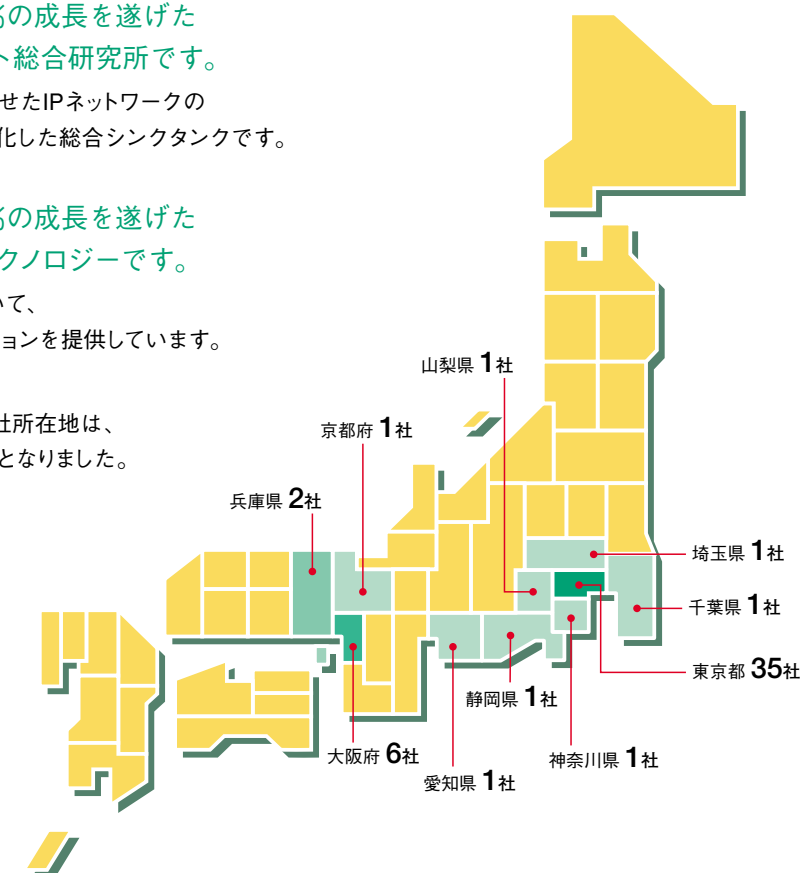 %の成長を遂げた
ト総合研究所です。
せたIPネットワークの
化した総合シンクタンクです。
%の成長を遂げた
クノロジーです。
いて、
ョンを提供しています。
社所在地は、
となりました。
山梨県 1社
京都府 1社
兵庫県 2社
埼玉県 1社
千葉県 1社
東京都 35社
静岡県 1社
神奈川県 1社
大阪府 6社
愛知県 1社